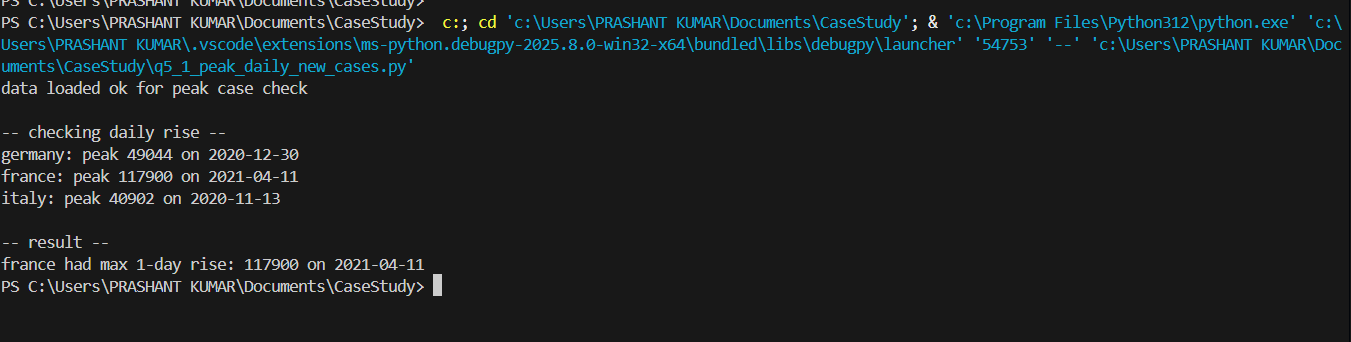 PS C:\Users\PRASHANT KUMAR\Documents\CaseStudy>
PS C:\Users\PRASHANT KUMAR\Documents\CaseStudy>  c:; cd 'c:\Users\PRASHANT KUMAR\Documents\CaseStudy'; & 'c:\Program Files\Python312\python.exe' 'c:\
Users\PRASHANT KUMAR\.vscode\extensions\ms-python.debugpy-2025.8.0-win32-x64\bundled\libs\debugpy\launcher' '54753' '--' 'c:\Users\PRASHANT KUMAR\Doc
uments\CaseStudy\q5_1_peak_daily_new_cases.py'
data loaded ok for peak case check

-- checking daily rise --
germany: peak 49044 on 2020-12-30
france: peak 117900 on 2021-04-11
italy: peak 40902 on 2020-11-13

-- result --
france had max 1-day rise: 117900 on 2021-04-11
PS C:\Users\PRASHANT KUMAR\Documents\CaseStudy>